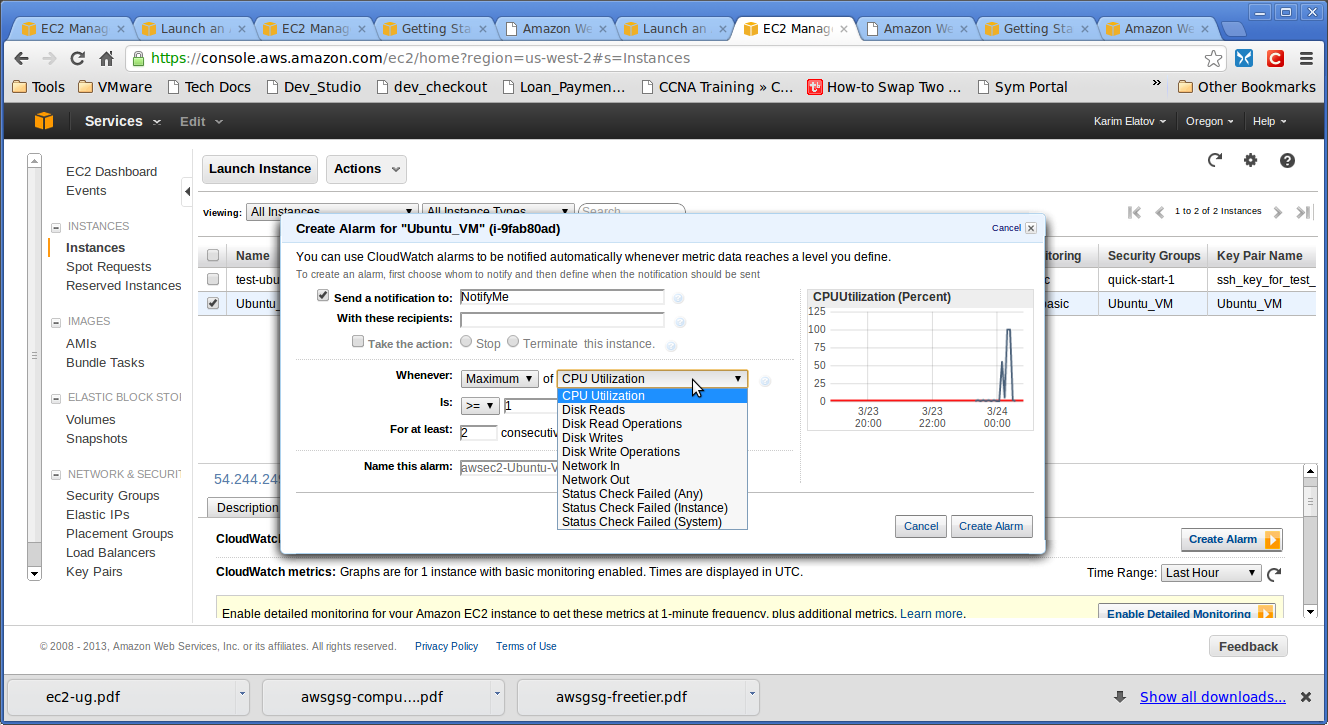 EC2 Manag
Launch an
EC2 Manag
Getting Sta
Amazon We
Launch an
EC2 Manag
Amazon We
Getting Sta
Amazon We
https://console.aws.amazon.com/ec2/home?region=us-west-2#s=Instances
Tools VMware Tech Docs Dev_Studio dev_checkout Loan_Paymen... CCNA Training » C... How-to Swap Two ... Sym Portal » Other Bookmarks
Services Edit Karim Elatov Oregon Help
EC2 Dashboard
Events
INSTANCES
Instances
Spot Requests
Reserved Instances
IMAGES
AMIs
Bundle Tasks
ELASTIC BLOCK STO
Volumes
Snapshots
NETWORK & SECURI
Security Groups
Elastic IPs
Placement Groups
Load Balancers
Key Pairs
Launch Instance Actions
Viewing: All Instances All Instance Types Search
1 to 2 of 2 Instances
Name itoring Security Groups Key Pair Name
test-ubu c quick-start-1 ssh_key_for_test_
Ubuntu_ basic Ubuntu_VM Ubuntu_VM
Create Alarm for "Ubuntu_VM" (i-9fab80ad)
Cancel
You can use CloudWatch alarms to be notified automatically whenever metric data reaches a level you define.
To create an alarm, first choose whom to notify and then define when the notification should be sent
Send a notification to: NotifyMe
With these recipients:
Take the action: Stop Terminate this instance.
Whenever: Maximum of CPU Utilization
Is: >= 1
For at least: 2 consecutiv
Name this alarm: awsec2-Ubuntu-V
CPU Utilization
Disk Reads
Disk Read Operations
Disk Writes
Disk Write Operations
Network In
Network Out
Status Check Failed (Any)
Status Check Failed (Instance)
Status Check Failed (System)
CPUUtilization (Percent)
125
100
75
50
25
0
3/23 3/23 3/24
20:00 22:00 00:00
Cancel Create Alarm
54.244.249
Description
CloudWatc
Create Alarm
CloudWatch metrics: Graphs are for 1 instance with basic monitoring enabled. Times are displayed in UTC.
Time Range: Last Hour
Enable detailed monitoring for your Amazon EC2 instance to get these metrics at 1-minute frequency, plus additional metrics. Learn more.
Enable Detailed Monitoring
© 2008 - 2013, Amazon Web Services, Inc. or its affiliates. All rights reserved. Privacy Policy Terms of Use
Feedback
ec2-ug.pdf awsgsg-compu....pdf awsgsg-freetier.pdf Show all downloads...